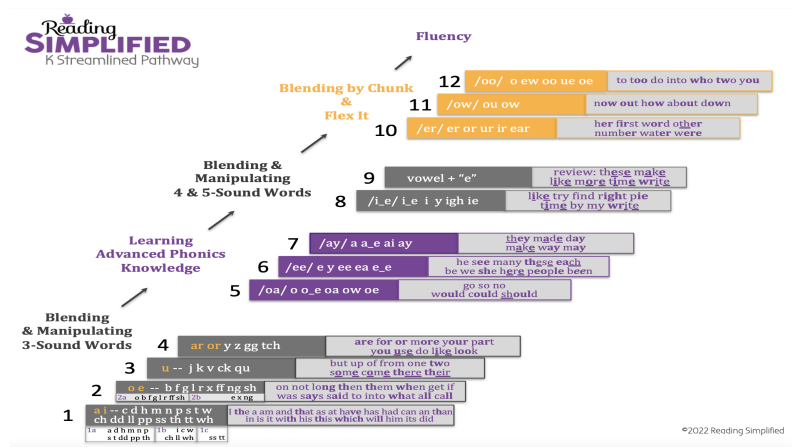 Reading
SIMPLIFIED
K Streamlined Pathway
Fluency
12 /oo/ o ew oo ue oe to too do into who two you
Blending by Chunk
&
Flex It
11 /ow/ ou ow now out how about down
10 /er/ er or ur ir ear her first word other
number water were
Blending &
Manipulating
4 & 5-Sound Words
9 vowel + "e" review: these make
like more time write
8 /i_e/ i_e i y igh ie like try find right pie
time by my write
Learning
Advanced Phonics
Knowledge
7 /ay/ a a_e ai ay they made day
make way may
6 /ee/ e y ee ea e_e he see many these each
be we she here people been
5 /oa/ o o_e oa ow oe go so no
would could should
Blending
& Manipulating
3-Sound Words
4 ar or y z gg tch are for or more your part
you use do like look
3 u -- j k v ck qu but up of from one two
some come there their
2 o e -- b f g l r x ff ng sh on not long then them when get if
2a o b f g l r ff sh 2b e x ng was says said to into what all call
1 a i -- c d h m n p s t w I the a am and that as at have has had can an than
ch dd ll pp ss th tt wh in is it with his this which will him its did
1a a d h m n p 1b i c w 1c
s t dd pp th ch ll wh ss tt
©2022 Reading Simplified